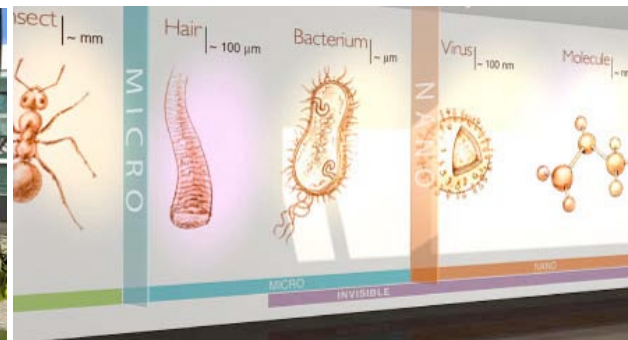 nsect
~ mm
MICRO
Hair
~ 100 µm
Bacterium
~ µm
NANO
Virus
~ 100 nm
Molecule
MICRO
NANO
INVISIBLE